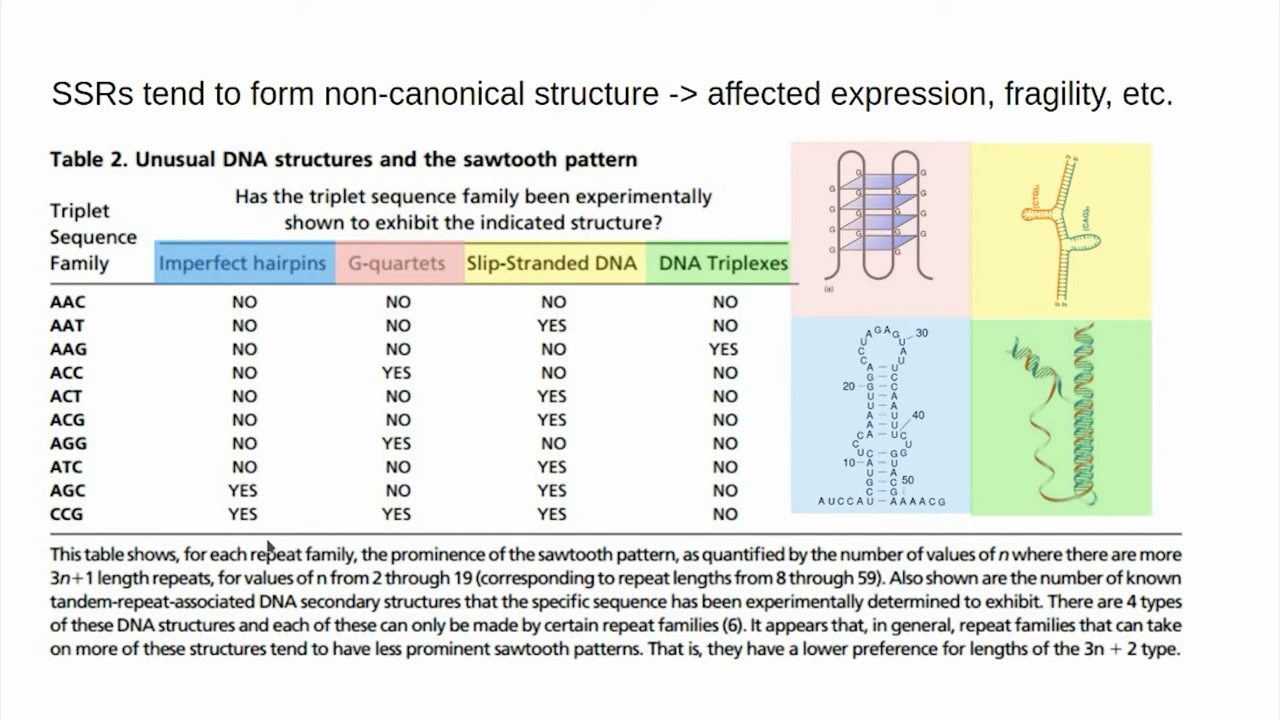 SSRs tend to form non-canonical structure -> affected expression, fragility, etc.
Table 2. Unusual DNA structures and the sawtooth pattern
Triplet Sequence Family
Has the triplet sequence family been experimentally
shown to exhibit the indicated structure?
Imperfect hairpins G-quartets Slip-Stranded DNA DNA Triplexes
AAC NO NO NO NO
AAT NO NO YES NO
AAG NO NO NO YES
ACC NO YES NO NO
ACT NO NO YES NO
ACG NO NO YES NO
AGG NO YES NO NO
ATC NO NO YES NO
AGC YES NO YES NO
CCG YES YES YES NO
This table shows, for each repeat family, the prominence of the sawtooth pattern, as quantified by the number of values of n where there are more
3n+1 length repeats, for values of n from 2 through 19 (corresponding to repeat lengths from 8 through 59). Also shown are the number of known
tandem-repeat-associated DNA secondary structures that the specific sequence has been experimentally determined to exhibit. There are 4 types
of these DNA structures and each of these can only be made by certain repeat families (6). It appears that, in general, repeat families that can take
on more of these structures tend to have less prominent sawtooth patterns. That is, they have a lower preference for lengths of the 3n + 2 type.
(a)
(CTG)n
(CAG)n
30
20
40
10
50
AUCCAU
AAAACG